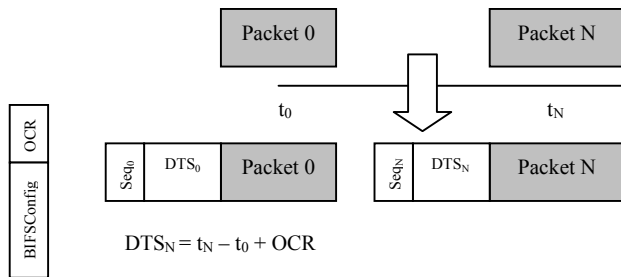 Packet 0
Packet N
t0
tN
OCR
BIFSConfig
Seq0
DTS0
Packet 0
SeqN
DTSN
Packet N
DTSN = tN – t0 + OCR